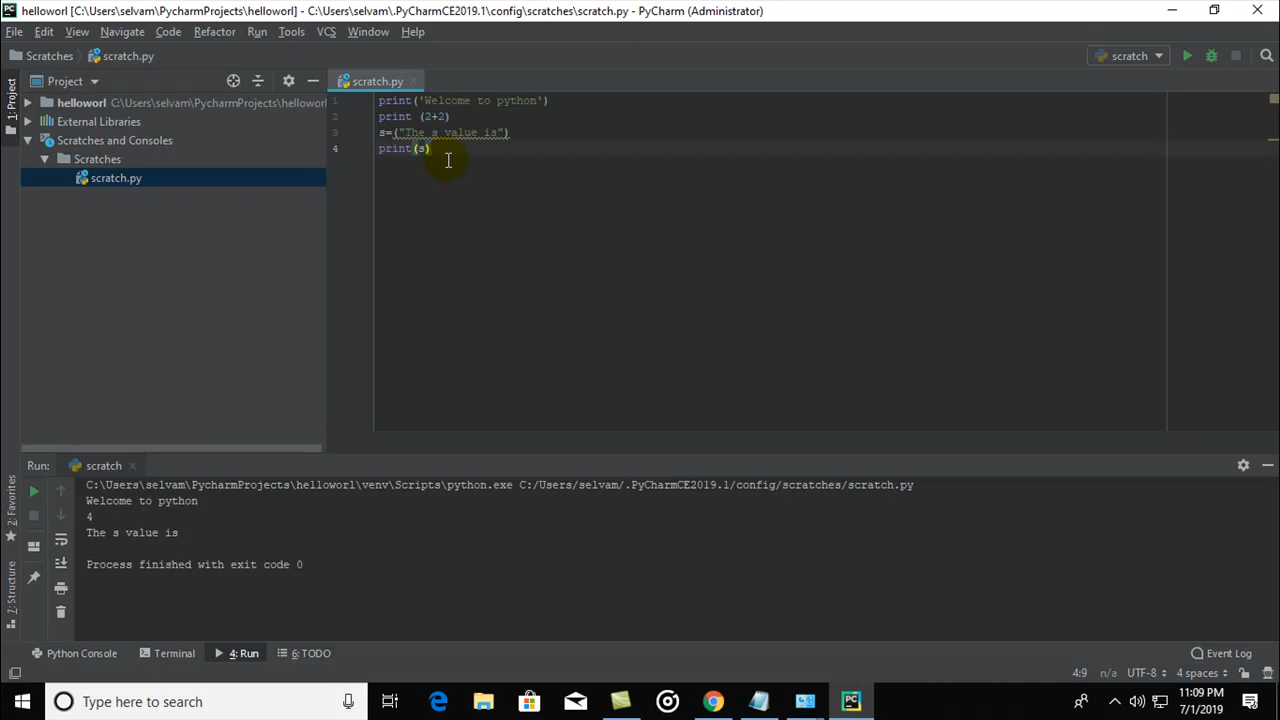 helloworl [C:\Users\selvam\PycharmProjects\helloworl] - C:\Users\selvam\.PyCharmCE2019.1\config\scratches\scratch.py - PyCharm (Administrator)
File Edit View Navigate Code Refactor Run Tools VCS Window Help
Scratches scratch.py scratch
1: Project
Project scratch.py
helloworl C:\Users\selvam\PycharmProjects\helloworl
External Libraries
Scratches and Consoles
Scratches
scratch.py
1 print('Welcome to python')
2 print (2+2)
3 s=("The s value is")
4 print(s)
Run: scratch
C:\Users\selvam\PycharmProjects\helloworl\venv\Scripts\python.exe C:/Users/selvam/.PyCharmCE2019.1/config/scratches/scratch.py
Welcome to python
4
The s value is
Process finished with exit code 0
2: Favorites
7: Structure
Python Console Terminal 4: Run 6: TODO Event Log
4:9 n/a UTF-8 4 spaces
Type here to search
11:09 PM
7/1/2019